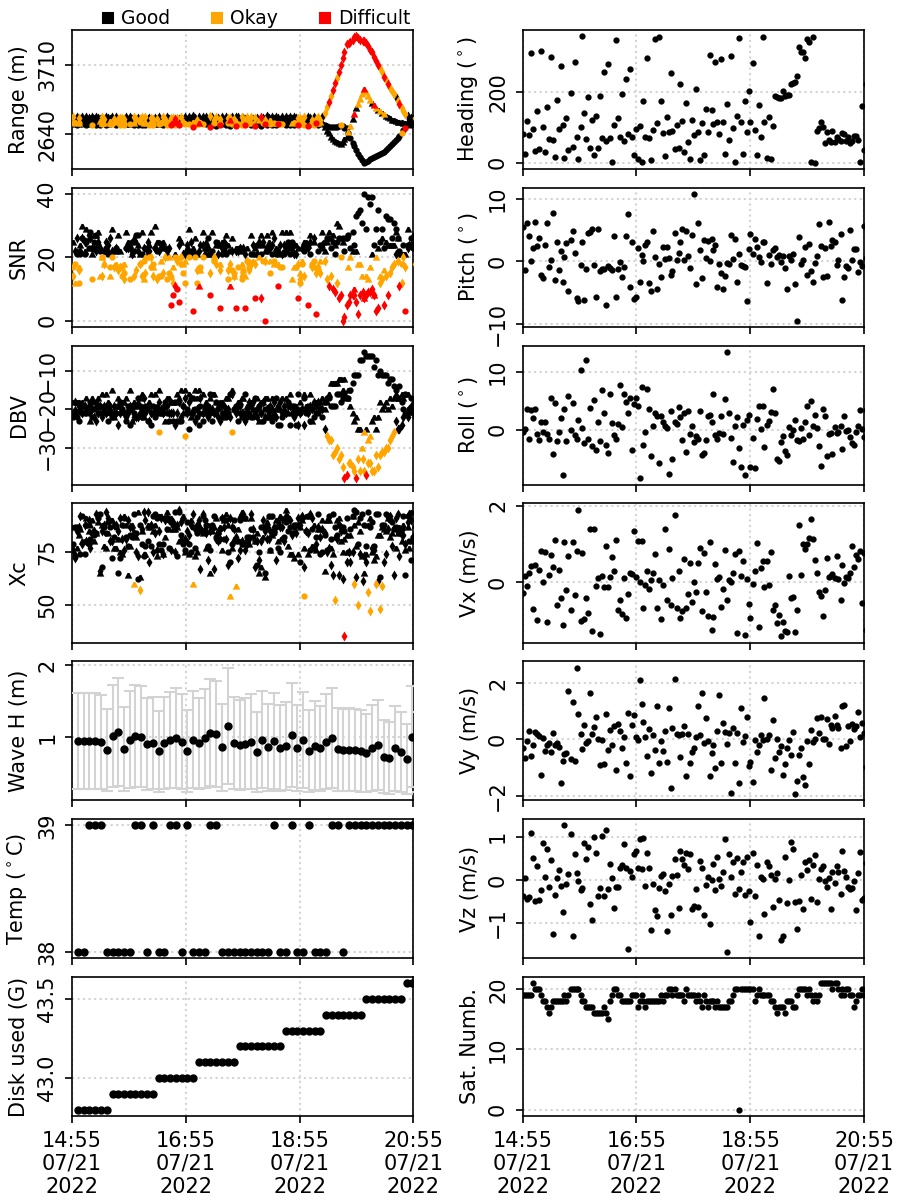 Good Okay Difficult
Range (m)
3710
2640
Heading (°)
200
0
SNR
40
20
0
Pitch (°)
10
0
−10
DBV
−10
−20
−30
Roll (°)
10
0
Xc
75
50
Vx (m/s)
2
0
Wave H (m)
2
1
Vy (m/s)
2
0
−2
Temp (°C)
39
38
Vz (m/s)
1
0
−1
Disk used (G)
43.5
43.0
Sat. Numb.
20
10
0
14:55 16:55 18:55 20:55 14:55 16:55 18:55 20:55
07/21 07/21 07/21 07/21 07/21 07/21 07/21 07/21
2022 2022 2022 2022 2022 2022 2022 2022